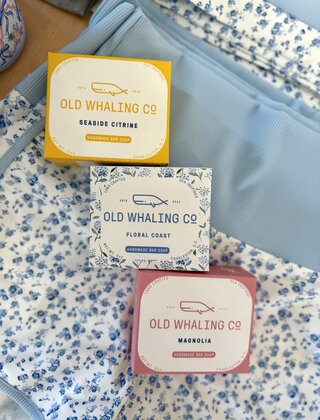 OLD WHALING CO
SEASIDE CITRINE
HANDMADE BAR SOAP
OLD WHALING CO
FLORAL COAST
HANDMADE BAR SOAP
OLD WHALING CO
MAGNOLIA
HANDMADE BAR SOAP